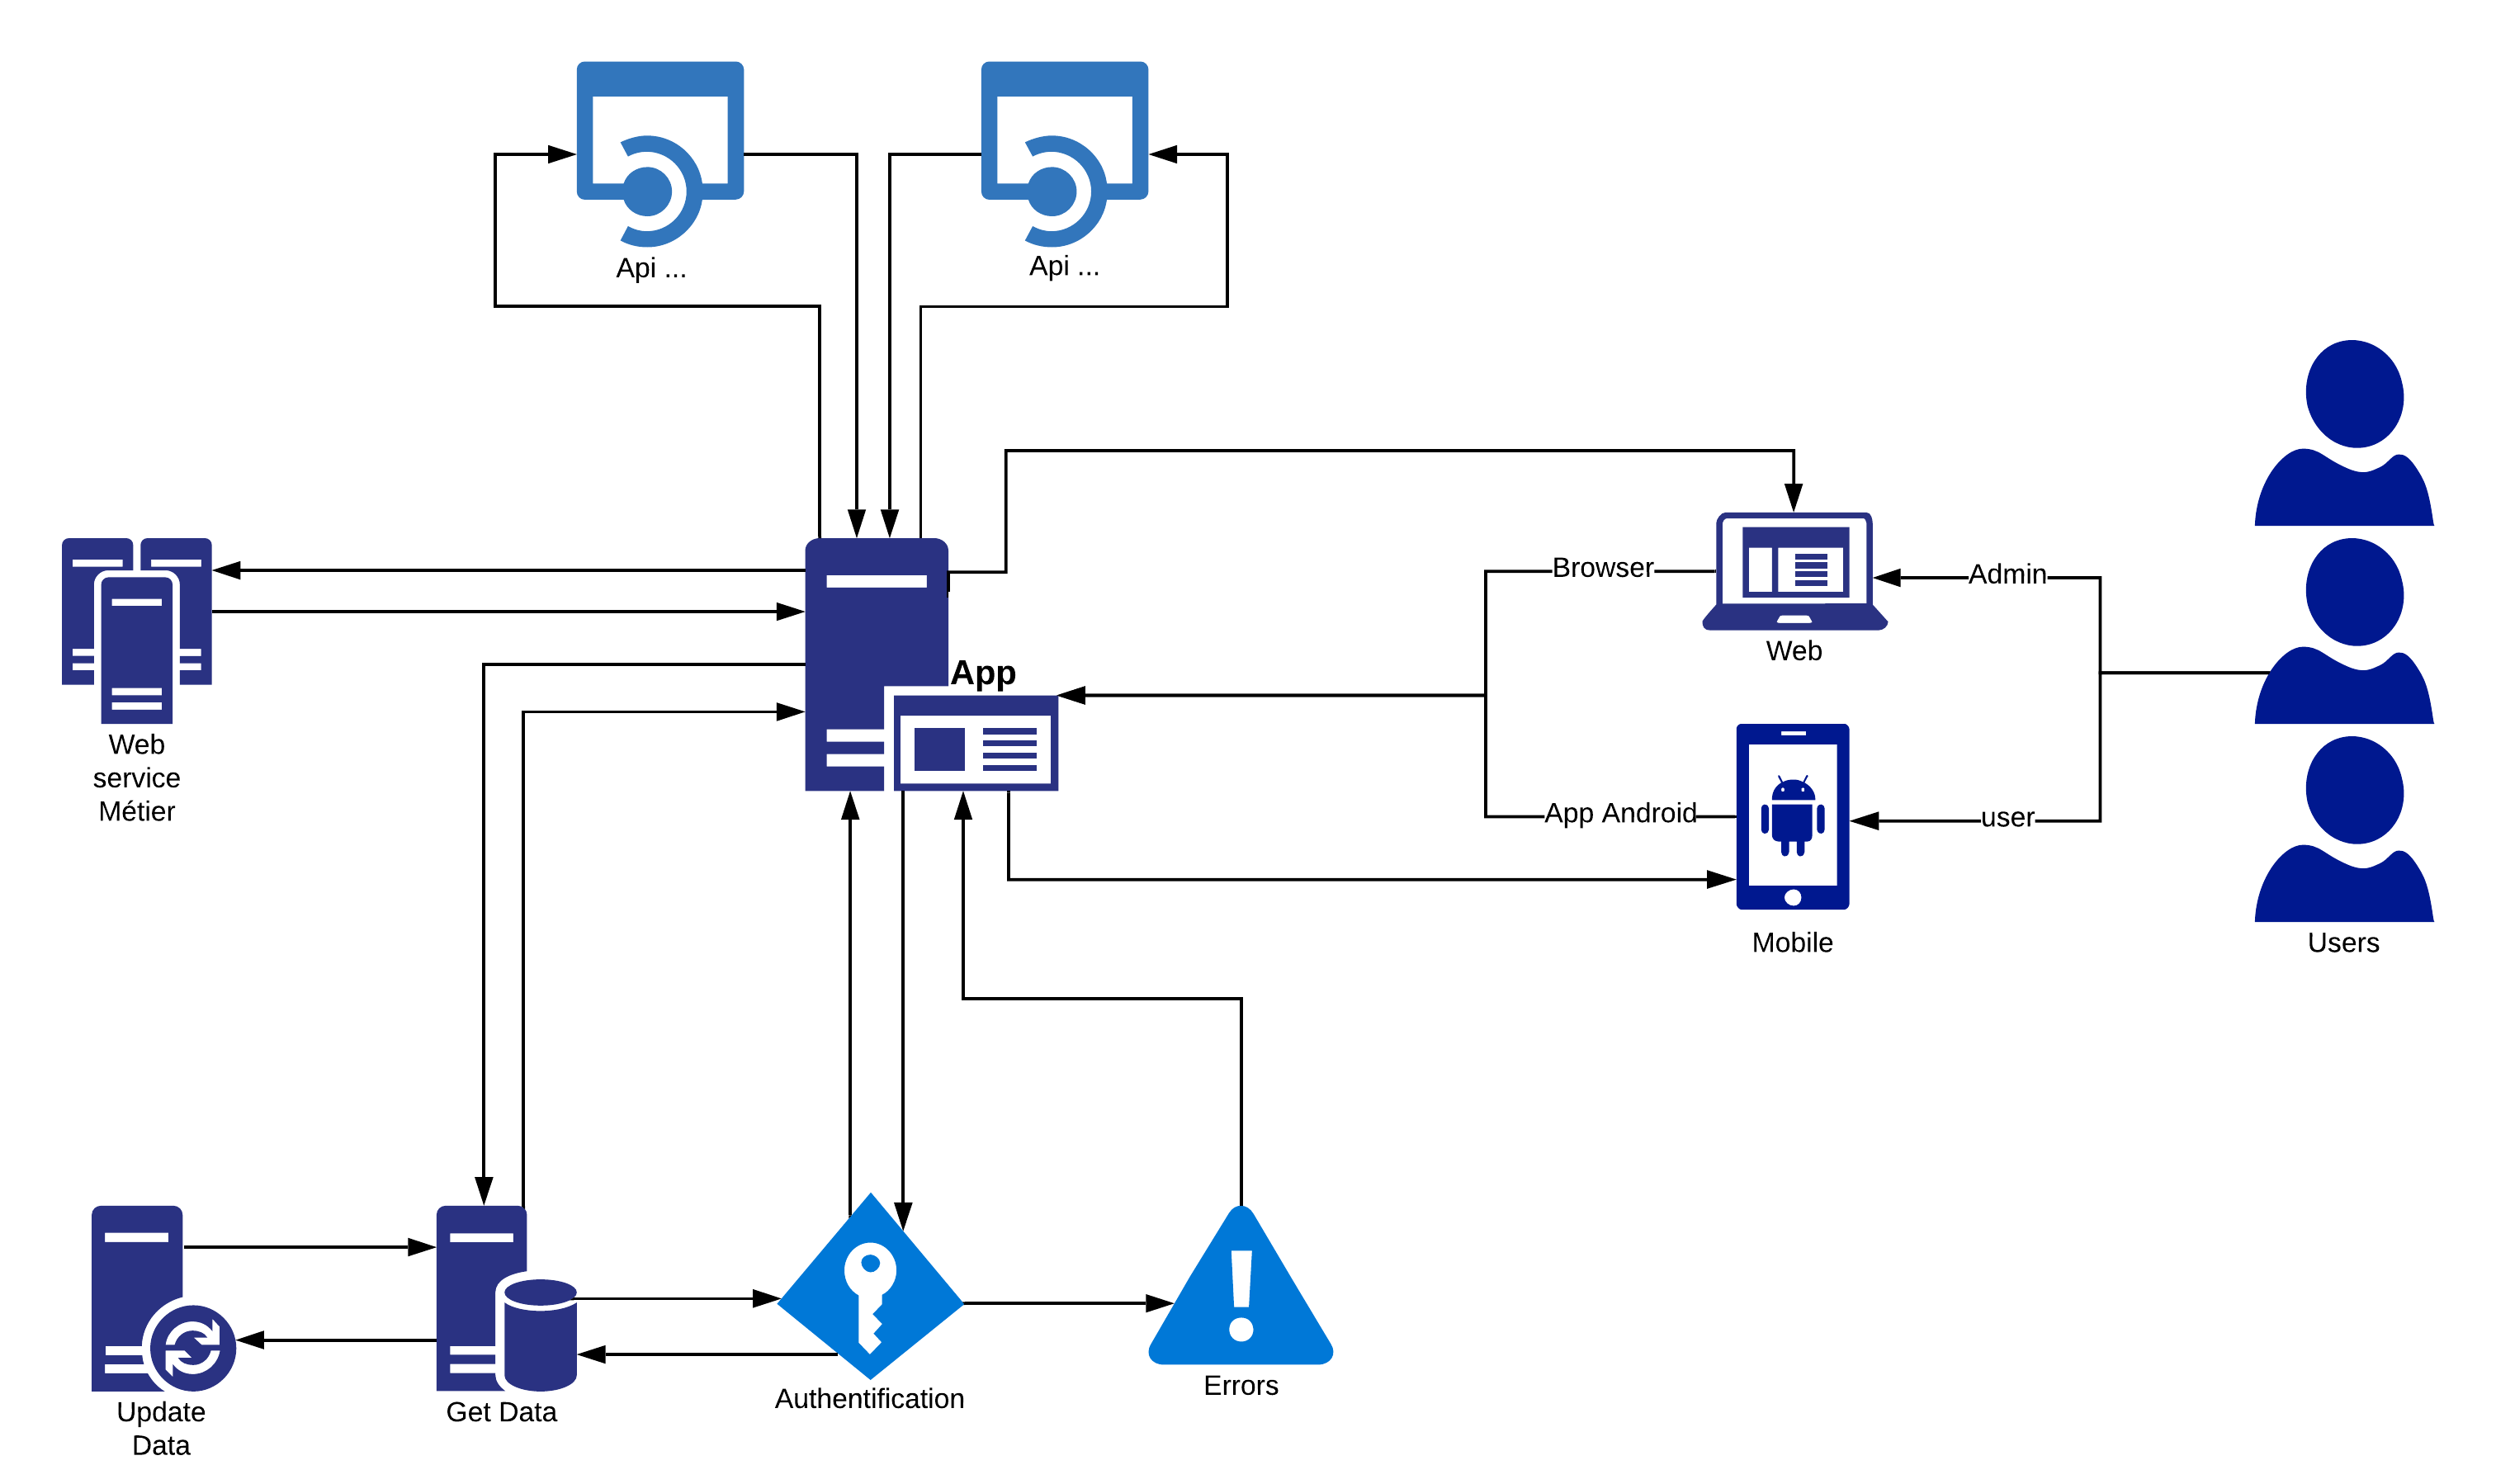 Api ...
Api ...
Browser
Admin
Web
App
Web
service
Métier
App Android
user
Mobile
Users
Authentification
Errors
Get Data
Update
Data